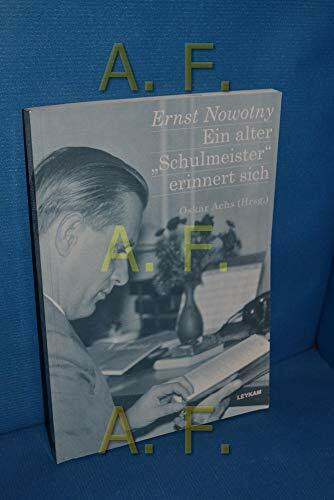 A. F.
Ernst Nowotny
Ein alter
„Schulmeister“
erinnert sich
Oskar Achs (Hrsg.)
A. F.
LEYKAM
A. F.